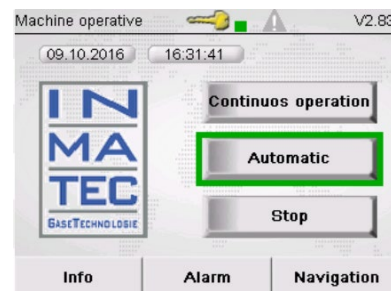 Machine operative V2.83
09.10.2016 16:31:41
IN
MA
TEC
GASETECHNOLOGIE
Continuos operation
Automatic
Stop
Info Alarm Navigation